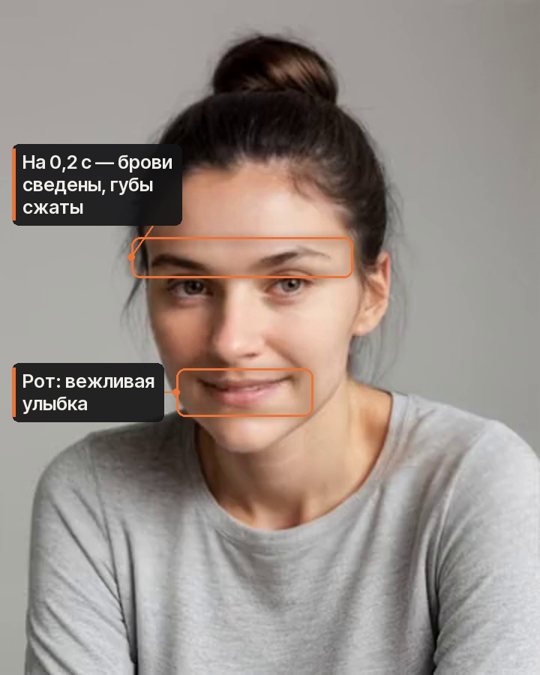 На 0,2 с — брови
сведены, губы
сжаты
Рот: вежливая
улыбка